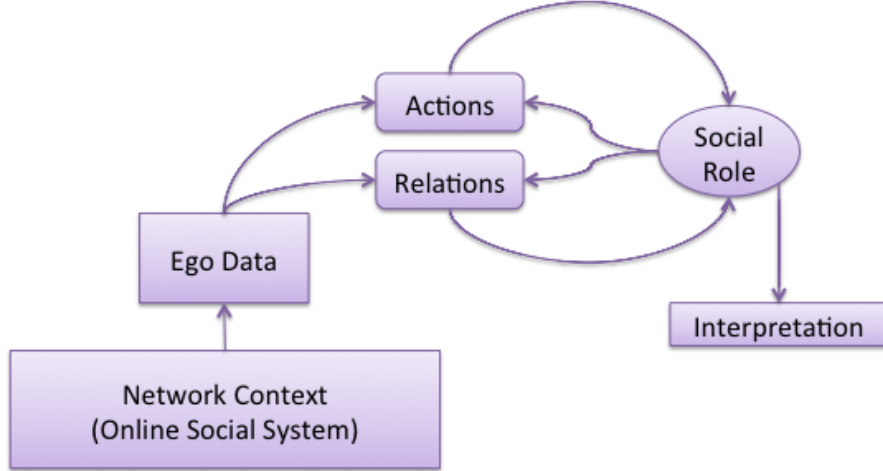 Actions
Social
Role
Relations
Ego Data
Interpretation
Network Context
(Online Social System)